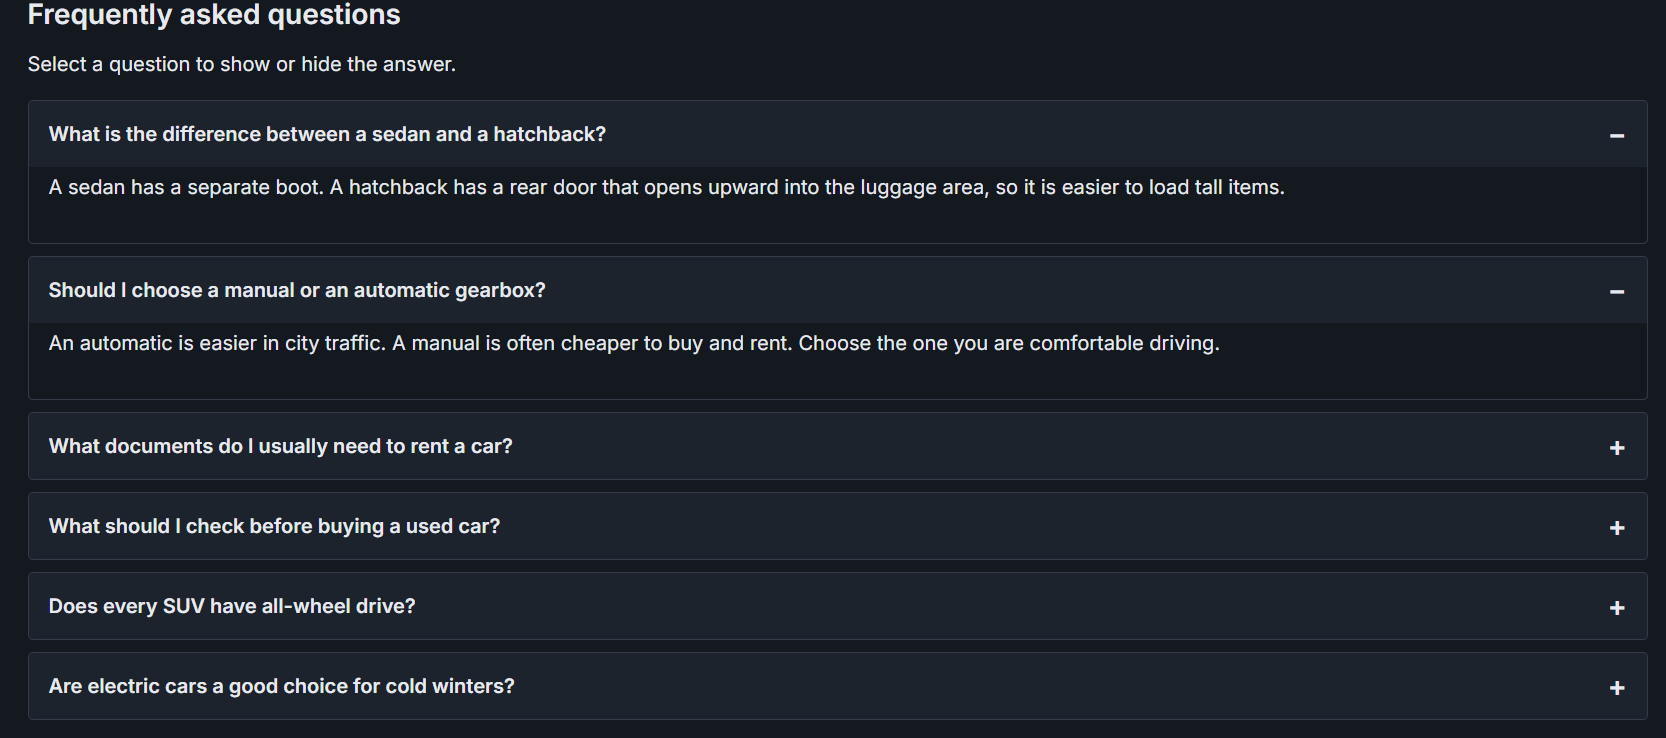 Frequently asked questions
Select a question to show or hide the answer.
What is the difference between a sedan and a hatchback?
A sedan has a separate boot. A hatchback has a rear door that opens upward into the luggage area, so it is easier to load tall items.
Should I choose a manual or an automatic gearbox?
An automatic is easier in city traffic. A manual is often cheaper to buy and rent. Choose the one you are comfortable driving.
What documents do I usually need to rent a car?
What should I check before buying a used car?
Does every SUV have all-wheel drive?
Are electric cars a good choice for cold winters?